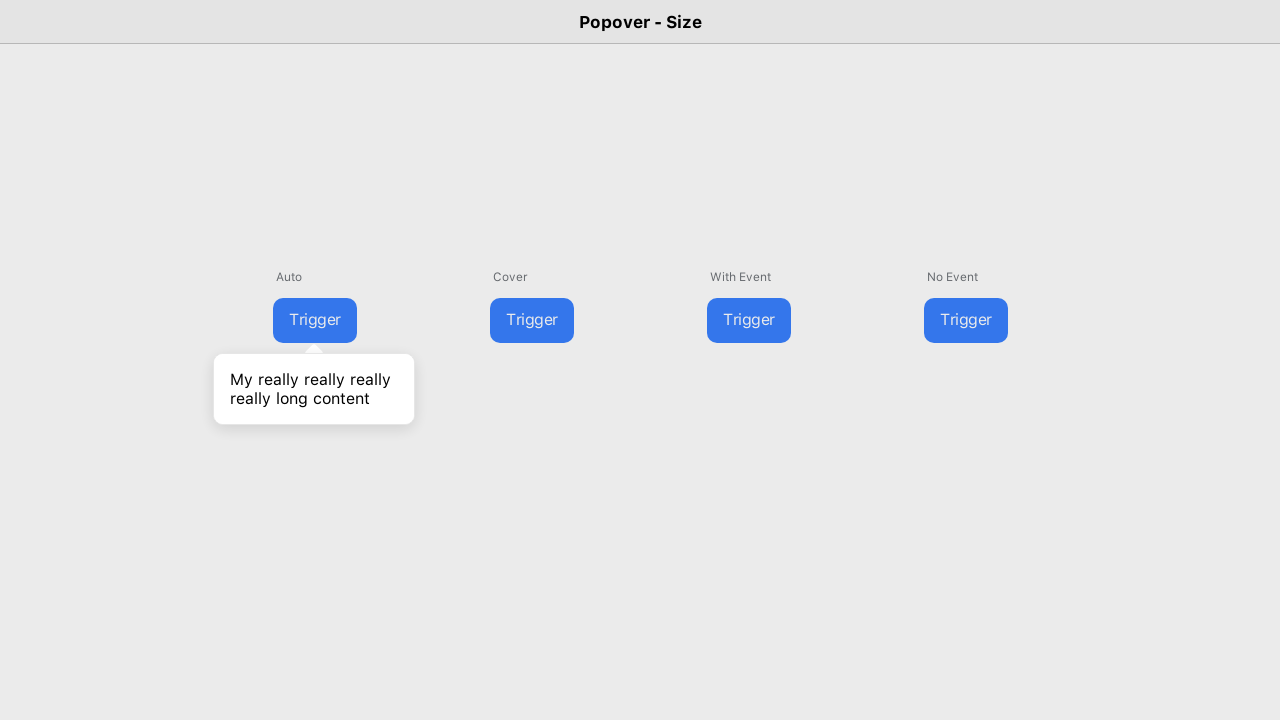 Popover - Size
Auto
Cover
With Event
No Event
Trigger
Trigger
Trigger
Trigger
My really really really
really long content